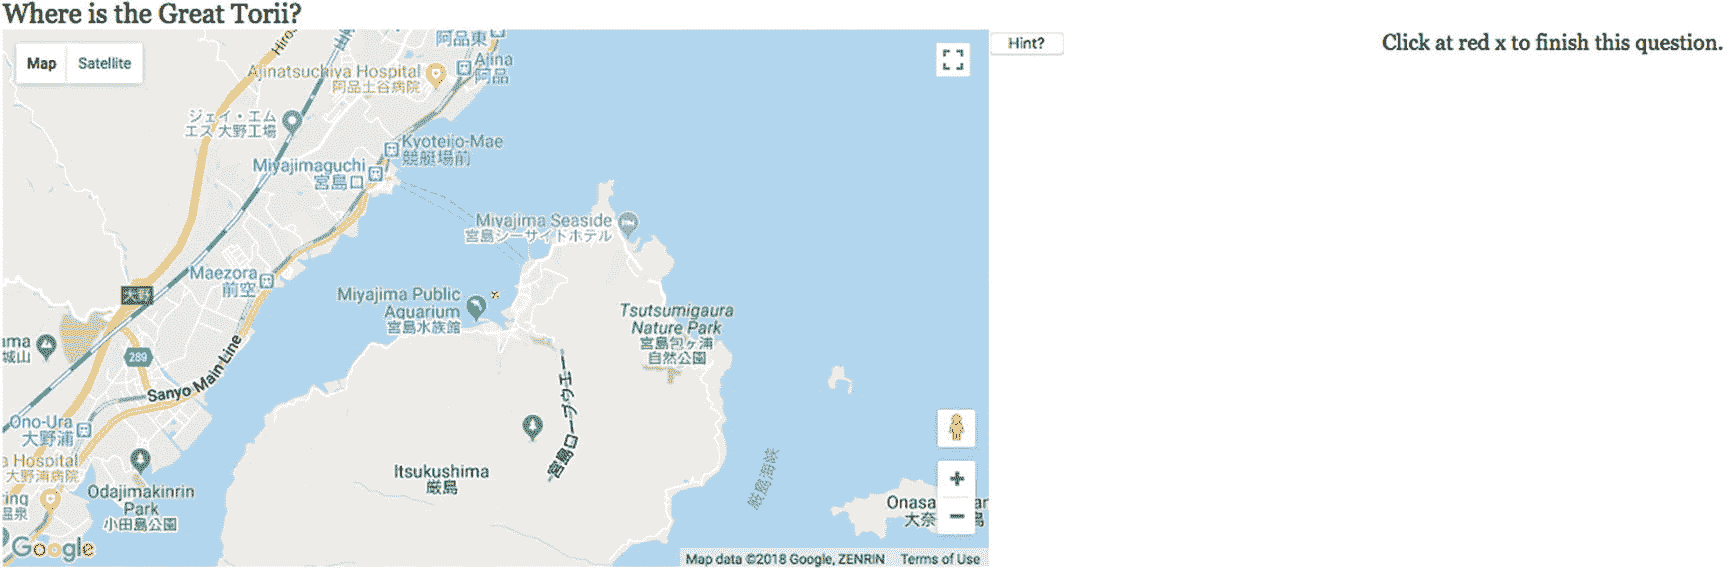 Where is the Great Torii?
Map Satellite
Hint?
Click at red x to finish this question.
阿品東
Ajina
阿品
Ajinatsuchiya Hospital
阿品土谷病院
ジェイ・エム
エス 大野工場
Kyoteijo-Mae
競艇場前
Miyajimaguchi
宮島口
Miyajima Seaside
宮島シーサイドホテル
Maezora
前空
大野
Miyajima Public
Aquarium
宮島水族館
Tsutsumigaura
Nature Park
宮島包ヶ浦
自然公園
ama
城山
289
Sanyo Main Line
宮島ロープウエー
Ono-Ura
大野浦
a Hospital
大野浦病院
ring
温泉
Odajimakinrin
Park
小田島公園
Itsukushima
厳島
厳島海峡
Onasa
大奈
Google
Map data ©2018 Google, ZENRIN Terms of Use